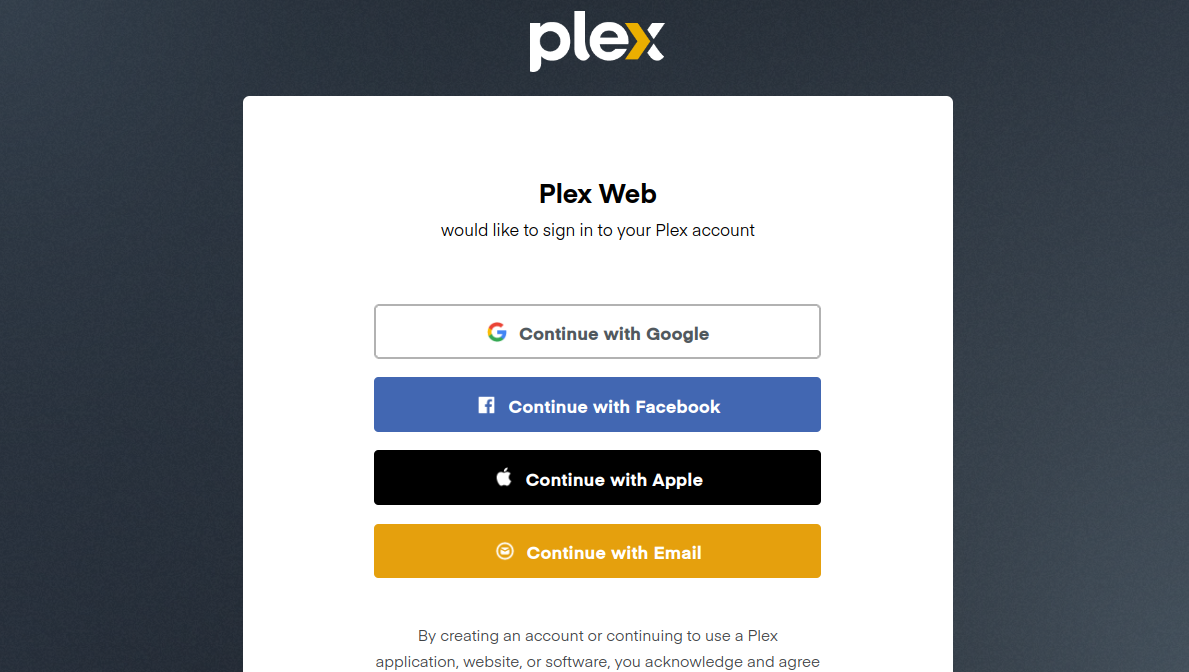 plex
Plex Web
would like to sign in to your Plex account
Continue with Google
Continue with Facebook
Continue with Apple
Continue with Email
By creating an account or continuing to use a Plex
application, website, or software, you acknowledge and agree